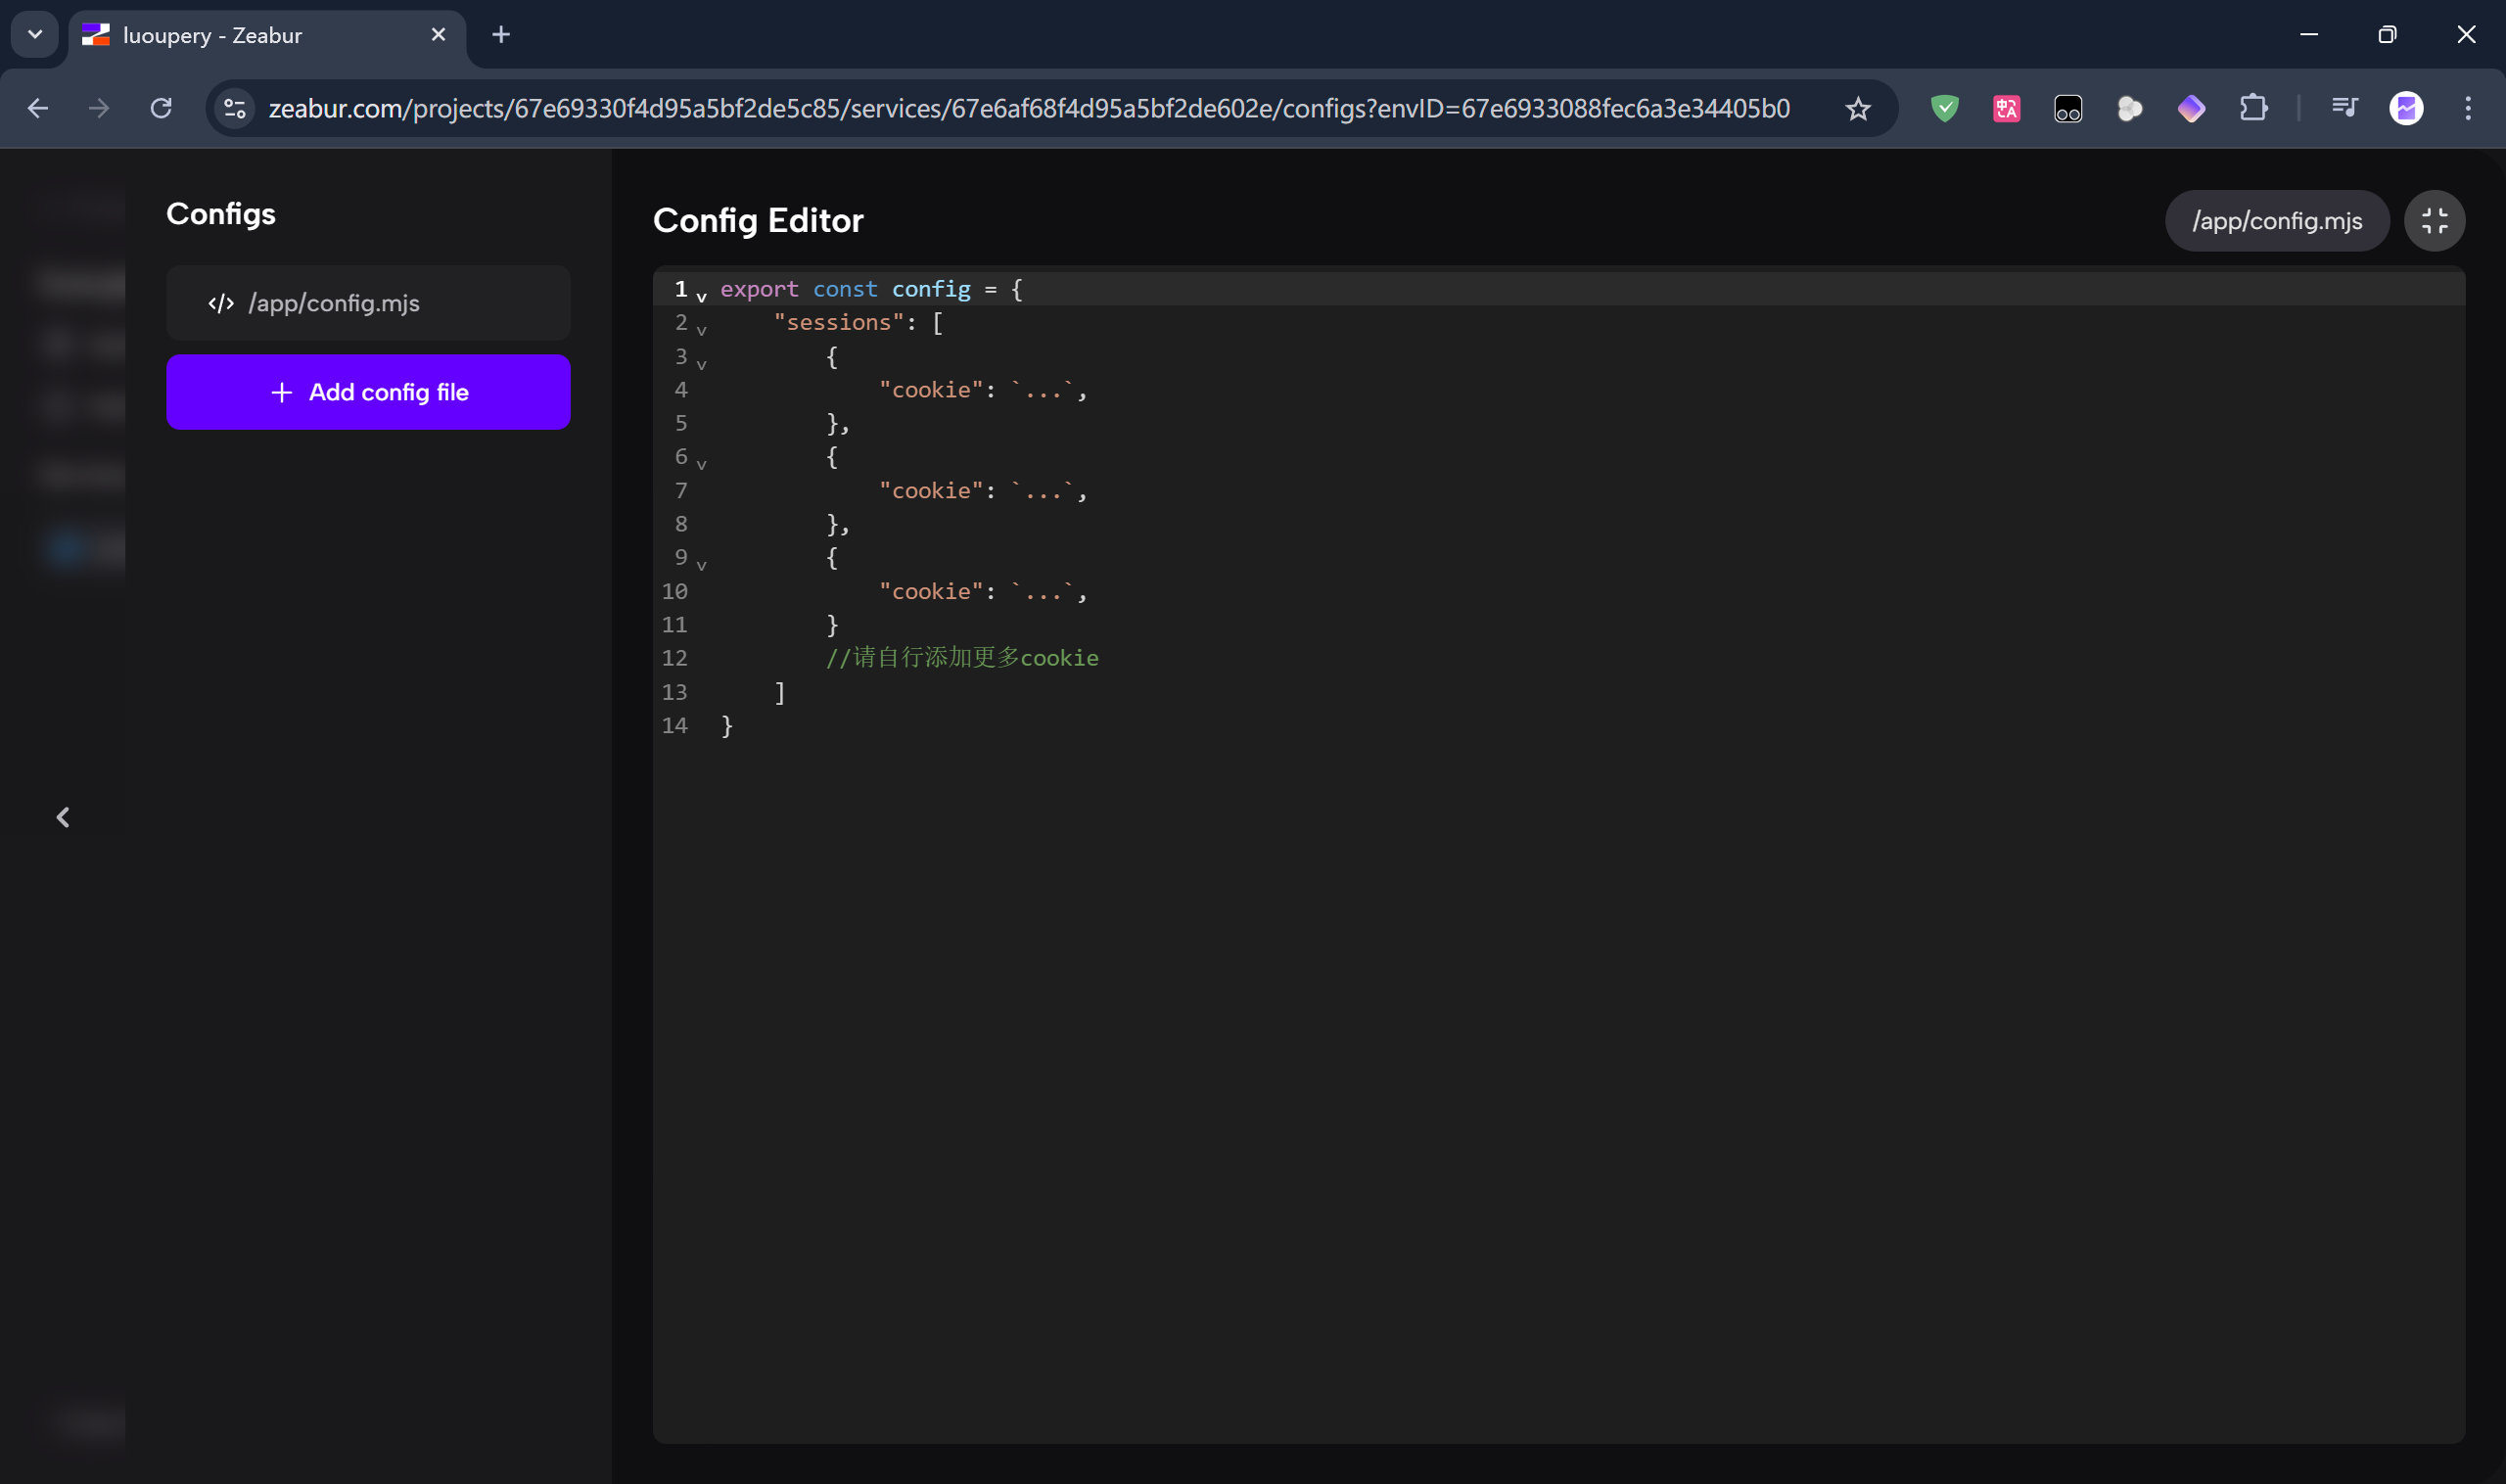 luoupery - Zeabur
zeabur.com/projects/67e69330f4d95a5bf2de5c85/services/67e6af68f4d95a5bf2de602e/configs?envID=67e6933088fec6a3e34405b0
Configs
</> /app/config.mjs
+ Add config file
Config Editor
/app/config.mjs
1 export const config = {
2     "sessions": [
3         {
4             "cookie": `...`,
5         },
6         {
7             "cookie": `...`,
8         },
9         {
10             "cookie": `...`,
11         }
12         //请自行添加更多cookie
13     ]
14 }